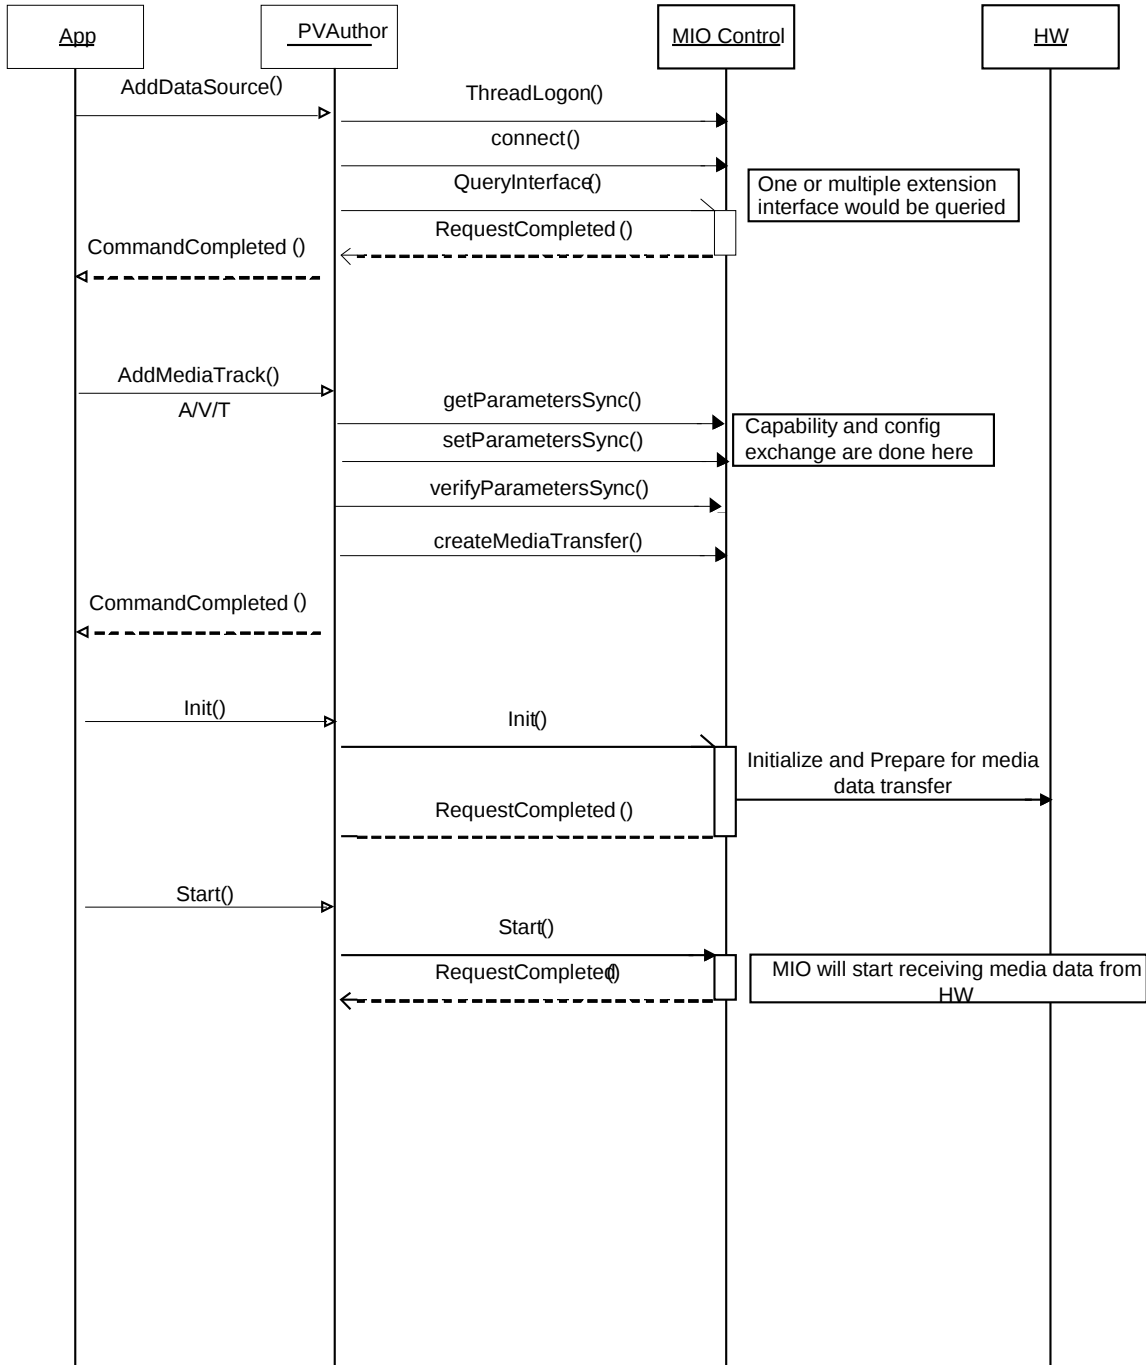 App
PVAuthor
MIO Control
HW
AddDataSource()
ThreadLogon()
connect()
QueryInterface()
One or multiple extension
interface would be queried
RequestCompleted ()
CommandCompleted ()
AddMediaTrack()
A/V/T
getParametersSync()
Capability and config
exchange are done here
setParametersSync()
verifyParametersSync()
createMediaTransfer()
CommandCompleted ()
Init()
Init()
Initialize and Prepare for media
data transfer
RequestCompleted ()
Start()
Start()
RequestCompleted()
MIO will start receiving media data from
HW